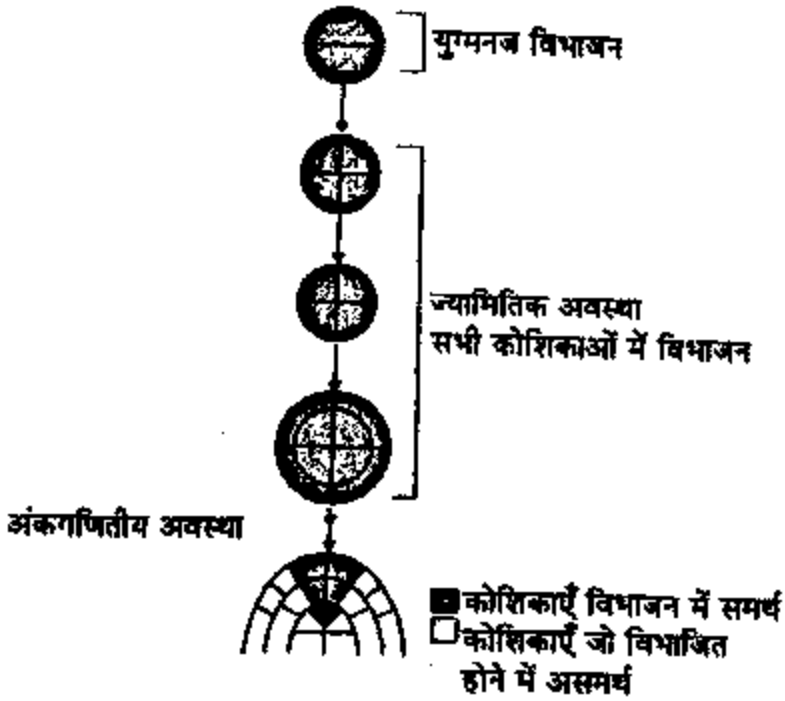 युग्मनज विभाजन
ज्यामितिक अवस्था
सभी कोशिकाओं में विभाजन
अंकगणितीय अवस्था
कोशिकाएँ विभाजन में समर्थ
कोशिकाएँ जो विभाजित
होने में असमर्थ